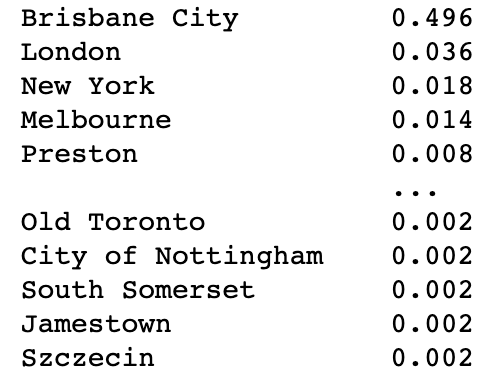 Brisbane City 0.496
London 0.036
New York 0.018
Melbourne 0.014
Preston 0.008
...
Old Toronto 0.002
City of Nottingham 0.002
South Somerset 0.002
Jamestown 0.002
Szczecin 0.002